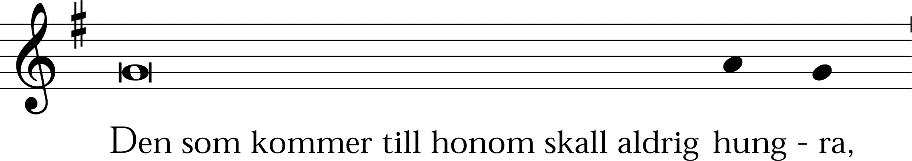 Den som kommer till honom skall aldrig hung - ra,